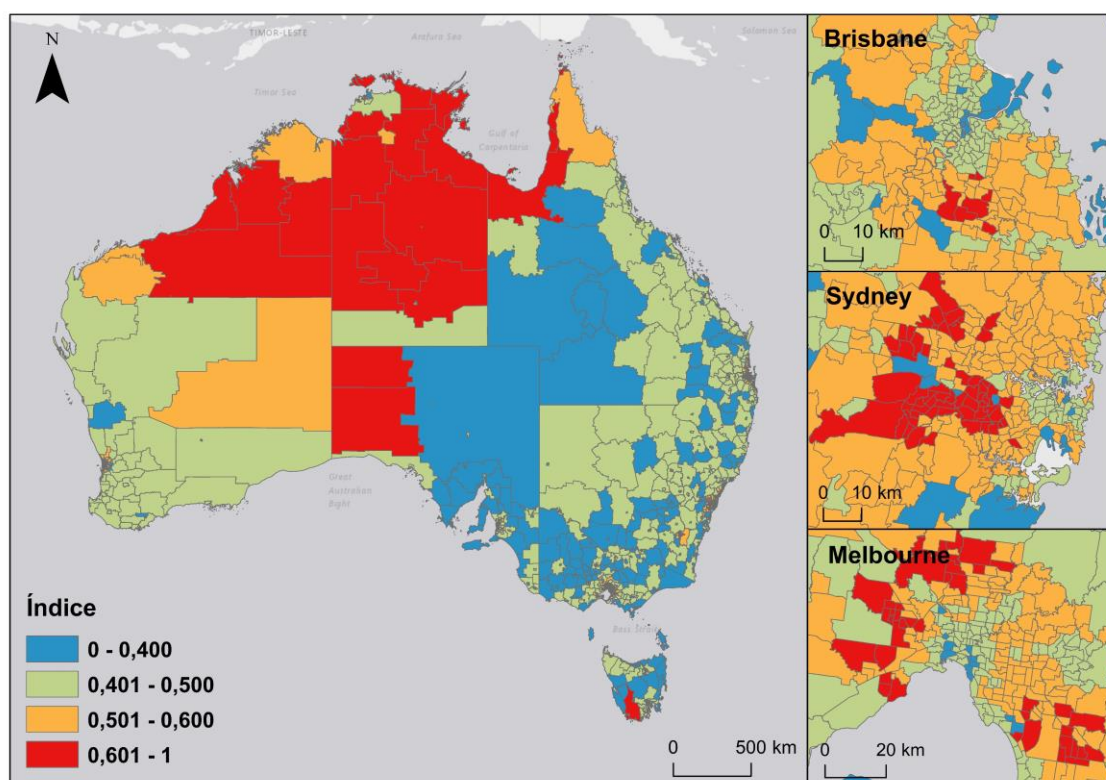 TIMOR-LESTE
Arafura Sea
Solomon Sea
N
Timor Sea
Gulf of
Carpentaria
Great
Australian
Bight
Bass Strait
Índice
0 - 0,400
0,401 - 0,500
0,501 - 0,600
0,601 - 1
0 500 km
Brisbane
0 10 km
Sydney
0 10 km
Melbourne
0 20 km